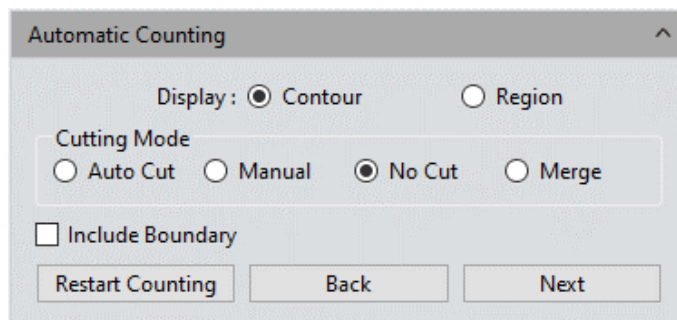 Automatic Counting
Display : Contour Region
Cutting Mode
Auto Cut Manual No Cut Merge
Include Boundary
Restart Counting Back Next